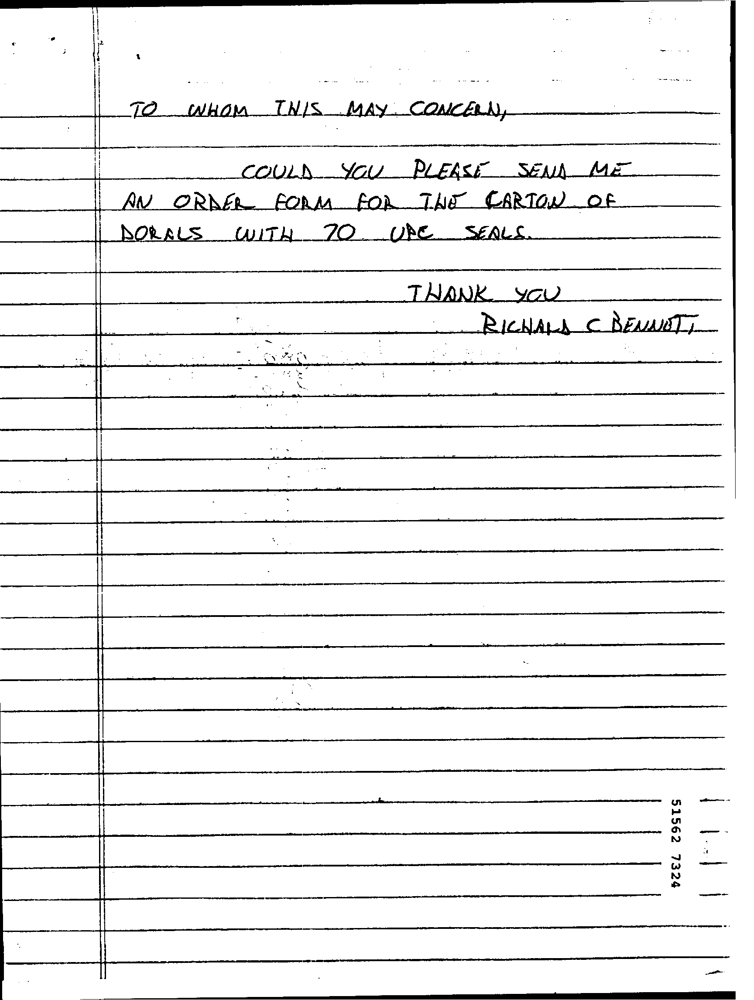 TO WHOM THIS MAY CONCERN,
COULD YOU PLEASE SEND ME
AN ORDER FORM FOR THE CARTON OF
DORALS WITH 70 UPC SEALS.
THANK YOU
RICHARD C BENNETT
51562 7324